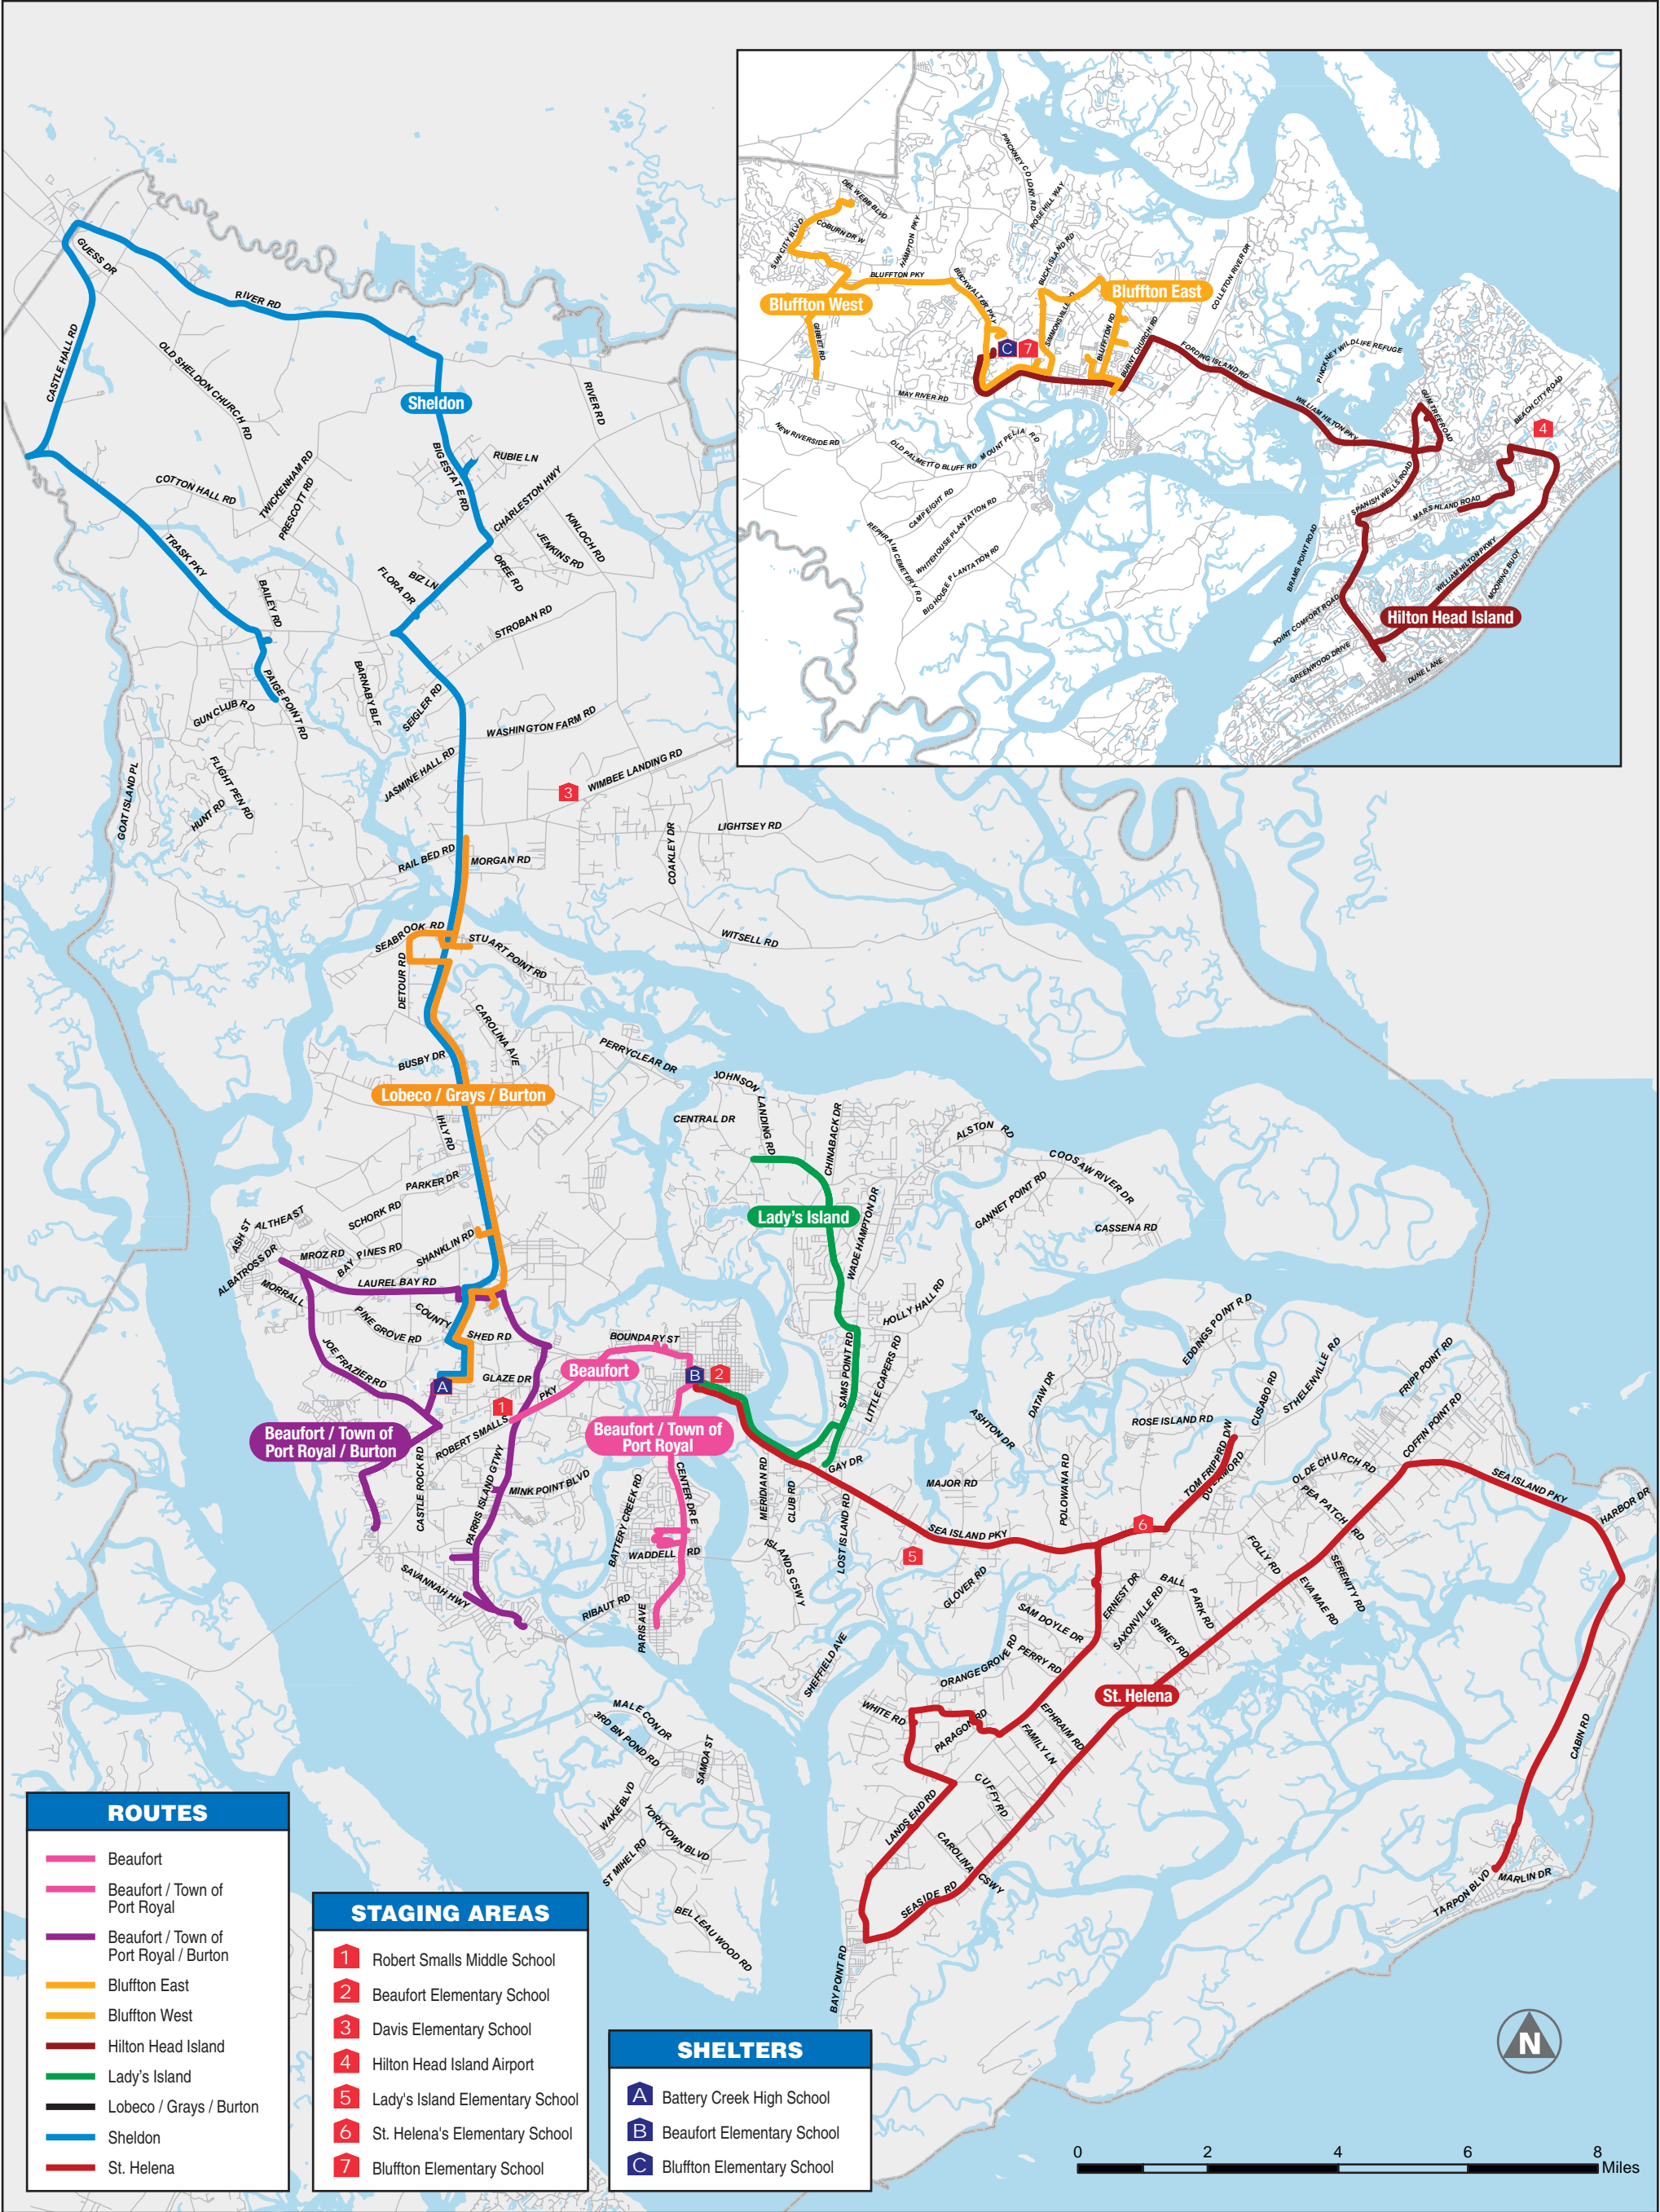 GUESS DR
RIVER RD
CASTLE HALL RD
OLD SHELDON CHURCH RD
Sheldon
RIVER RD
BIG ESTATE RD
RUBIE LN
COTTON HALL RD
TWICKENHAM RD
PRESCOTT RD
CHARLESTON HWY
KINLOCH RD
JENKINS RD
OREE RD
TRASK PKY
BIZ LN
FLORA DR
BAILEY RD
STROBAN RD
BARNABY BLF
SEIGLER RD
PAIGE POINT RD
GUN CLUB RD
WASHINGTON FARM RD
JASMINE HALL RD
WIMBEE LANDING RD
3
FLIGHT PEN RD
HUNT RD
GOAT ISLAND PL
LIGHTSEY RD
COAKLEY DR
RAIL BED RD
MORGAN RD
SEABROOK RD
STUART POINT RD
WITSELL RD
DETOUR RD
CAROLINA AVE
BUSBY DR
PERRYCLEAR DR
Lobeco / Grays / Burton
JOHNSON LANDING RD
CENTRAL DR
CHINABACK DR
ALSTON RD
COOSAW RIVER DR
IHLY RD
PARKER DR
GANNET POINT RD
CASSENA RD
SCHORK RD
ALTHEAST
ASH ST
Lady's Island
WADE HAMPTON DR
SHANKLIN RD
MROZ RD
BAY PINES RD
ALBATROSS DR
LAUREL BAY RD
MORRALL
HOLLY HALL RD
COUNTY SHED RD
PINE GROVE RD
BOUNDARY ST
EDDINGS POINT RD
JOE FRAZIER RD
Beaufort
SAMS POINT RD
LITTLE CAPERS RD
GLAZE DR
A
B
2
1
DATAW DR
CUSABO RD
STHELENVILLE RD
FRIPP POINT RD
COFFIN POINT RD
Beaufort / Town of
Port Royal / Burton
ROBERT SMALLS PKY
Beaufort / Town of
Port Royal
ASHTON DR
ROSE ISLAND RD
CASTLE ROCK RD
PARRIS ISLAND GTWY
MINK POINT BLVD
BATTERY CREEK RD
CENTER DR E
MERIDIAN RD
CLUB RD
GAY DR
MAJOR RD
POLOWANA RD
TOM FRIPP RD
OLDE CHURCH RD
PEA PATCH RD
SEA ISLAND PKY
HARBOR DR
LOST ISLAND RD
SEA ISLAND PKY
6
5
WADDELL RD
ISLANDS CSWY
SAVANNAH HWY
RIBAUT RD
PARIS AVE
GLOVER RD
FOLLY RD
SERENITY RD
EVA MAE RD
ERNEST DR
BALL PARK RD
SAXONVILLE RD
SHINEY RD
SAM DOYLE DR
PERRY RD
ORANGE GROVE RD
SHEFFIELD AVE
St. Helena
WHITE RD
PARAGON RD
EPHRAIM RD
FAMILY LN
CABIN RD
MALECON DR
3RD BN POND RD
SAMOA ST
CUFFY RD
LANDS END RD
WAKE BLVD
YORKTOWN BLVD
ST MIHEL RD
CAROLINA CSWY
SEASIDE RD
TARPON BLVD
MARLIN DR
BELLEAU WOOD RD
BAY POINT RD
PINCKNEY COLONY RD
ROSE HILL WAY
DEL WEBB BLVD
SUN CITY BLVD
COBURN DR W
HAMPTON PKY
BUCK ISLAND RD
COLLETON RIVER DR
BLUFFTON PKY
BUCKWALTER PKY
Bluffton West
Bluffton East
GIBBET RD
C
7
BLUFFTON RD
BURNT CHURCH RD
FORDING ISLAND RD
PINCKNEY WILDLIFE REFUGE
MAY RIVER RD
NEW RIVERSIDE RD
OLD PALMETTO BLUFF RD
MOUNT PELIA RD
WILLIAM HILTON PKY
GUM TREE ROAD
BEACH CITY ROAD
4
SPANISH WELLS ROAD
MARSHLAND ROAD
CAMP EIGHT RD
WHITEHOUSE PLANTATION RD
REPHRAIM CEMETERY RD
BIG HOUSE PLANTATION RD
BRAMS POINT ROAD
WILLIAM HILTON PKWY
MOORING BUOY
POINT COMFORT ROAD
Hilton Head Island
GREENWOOD DRIVE
DUNE LANE
ROUTES
Beaufort
Beaufort / Town of
Port Royal
Beaufort / Town of
Port Royal / Burton
Bluffton East
Bluffton West
Hilton Head Island
Lady's Island
Lobeco / Grays / Burton
Sheldon
St. Helena
STAGING AREAS
1 Robert Smalls Middle School
2 Beaufort Elementary School
3 Davis Elementary School
4 Hilton Head Island Airport
5 Lady's Island Elementary School
6 St. Helena's Elementary School
7 Bluffton Elementary School
SHELTERS
A Battery Creek High School
B Beaufort Elementary School
C Bluffton Elementary School
N
0 2 4 6 8
Miles